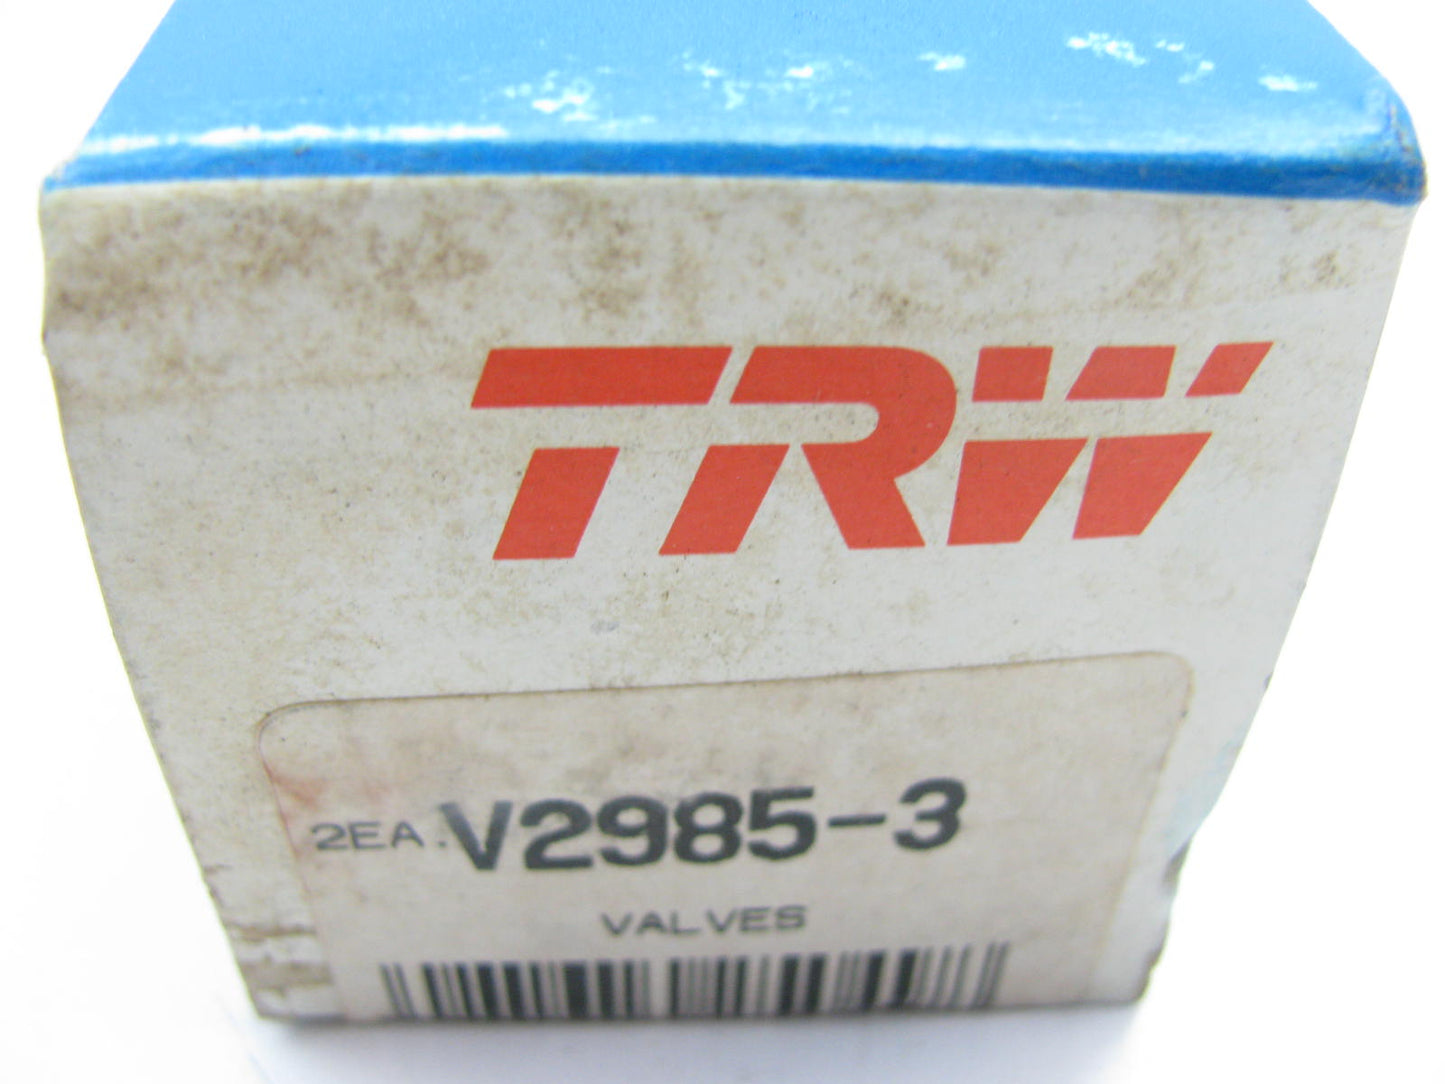 TRW
2EA. V2985-3
VALVES